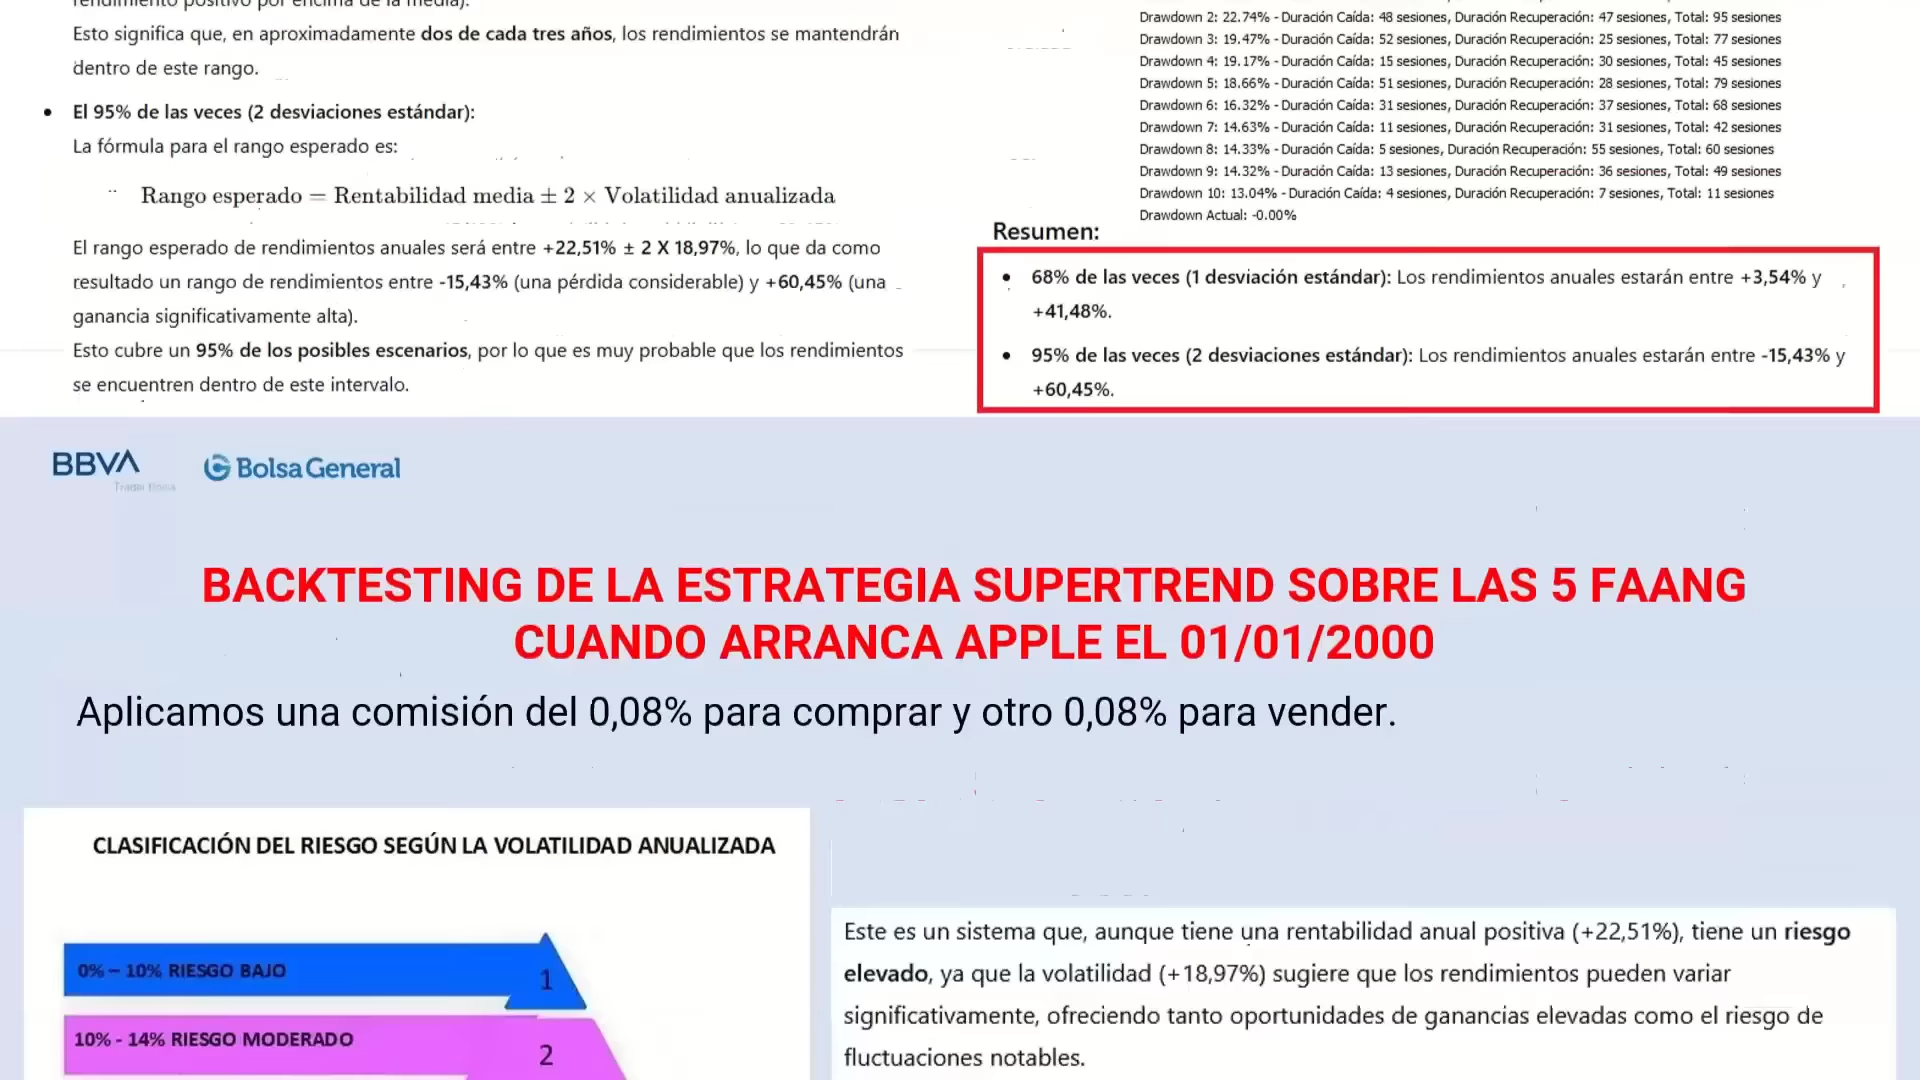 rendimiento positivo por encima de la media).
Esto significa que, en aproximadamente dos de cada tres años, los rendimientos se mantendrán
dentro de este rango.
• El 95% de las veces (2 desviaciones estándar):
La fórmula para el rango esperado es:
Rango esperado = Rentabilidad media ± 2 × Volatilidad anualizada
El rango esperado de rendimientos anuales será entre +22,51% ± 2 X 18,97%, lo que da como
resultado un rango de rendimientos entre -15,43% (una pérdida considerable) y +60,45% (una
ganancia significativamente alta).
Esto cubre un 95% de los posibles escenarios, por lo que es muy probable que los rendimientos
se encuentren dentro de este intervalo.
Drawdown 2: 22.74% - Duración Caída: 48 sesiones, Duración Recuperación: 47 sesiones, Total: 95 sesiones
Drawdown 3: 19.47% - Duración Caída: 52 sesiones, Duración Recuperación: 25 sesiones, Total: 77 sesiones
Drawdown 4: 19.17% - Duración Caída: 15 sesiones, Duración Recuperación: 30 sesiones, Total: 45 sesiones
Drawdown 5: 18.66% - Duración Caída: 51 sesiones, Duración Recuperación: 28 sesiones, Total: 79 sesiones
Drawdown 6: 16.32% - Duración Caída: 31 sesiones, Duración Recuperación: 37 sesiones, Total: 68 sesiones
Drawdown 7: 14.63% - Duración Caída: 11 sesiones, Duración Recuperación: 31 sesiones, Total: 42 sesiones
Drawdown 8: 14.33% - Duración Caída: 5 sesiones, Duración Recuperación: 55 sesiones, Total: 60 sesiones
Drawdown 9: 14.32% - Duración Caída: 13 sesiones, Duración Recuperación: 36 sesiones, Total: 49 sesiones
Drawdown 10: 13.04% - Duración Caída: 4 sesiones, Duración Recuperación: 7 sesiones, Total: 11 sesiones
Drawdown Actual: -0.00%
Resumen:
• 68% de las veces (1 desviación estándar): Los rendimientos anuales estarán entre +3,54% y
+41,48%.
• 95% de las veces (2 desviaciones estándar): Los rendimientos anuales estarán entre -15,43% y
+60,45%.
BBVA
Trader
Bolsa General
BACKTESTING DE LA ESTRATEGIA SUPERTREND SOBRE LAS 5 FAANG
CUANDO ARRANCA APPLE EL 01/01/2000
Aplicamos una comisión del 0,08% para comprar y otro 0,08% para vender.
CLASIFICACIÓN DEL RIESGO SEGÚN LA VOLATILIDAD ANUALIZADA
0% – 10% RIESGO BAJO 1
10% - 14% RIESGO MODERADO 2
Este es un sistema que, aunque tiene una rentabilidad anual positiva (+22,51%), tiene un riesgo
elevado, ya que la volatilidad (+18,97%) sugiere que los rendimientos pueden variar
significativamente, ofreciendo tanto oportunidades de ganancias elevadas como el riesgo de
fluctuaciones notables.